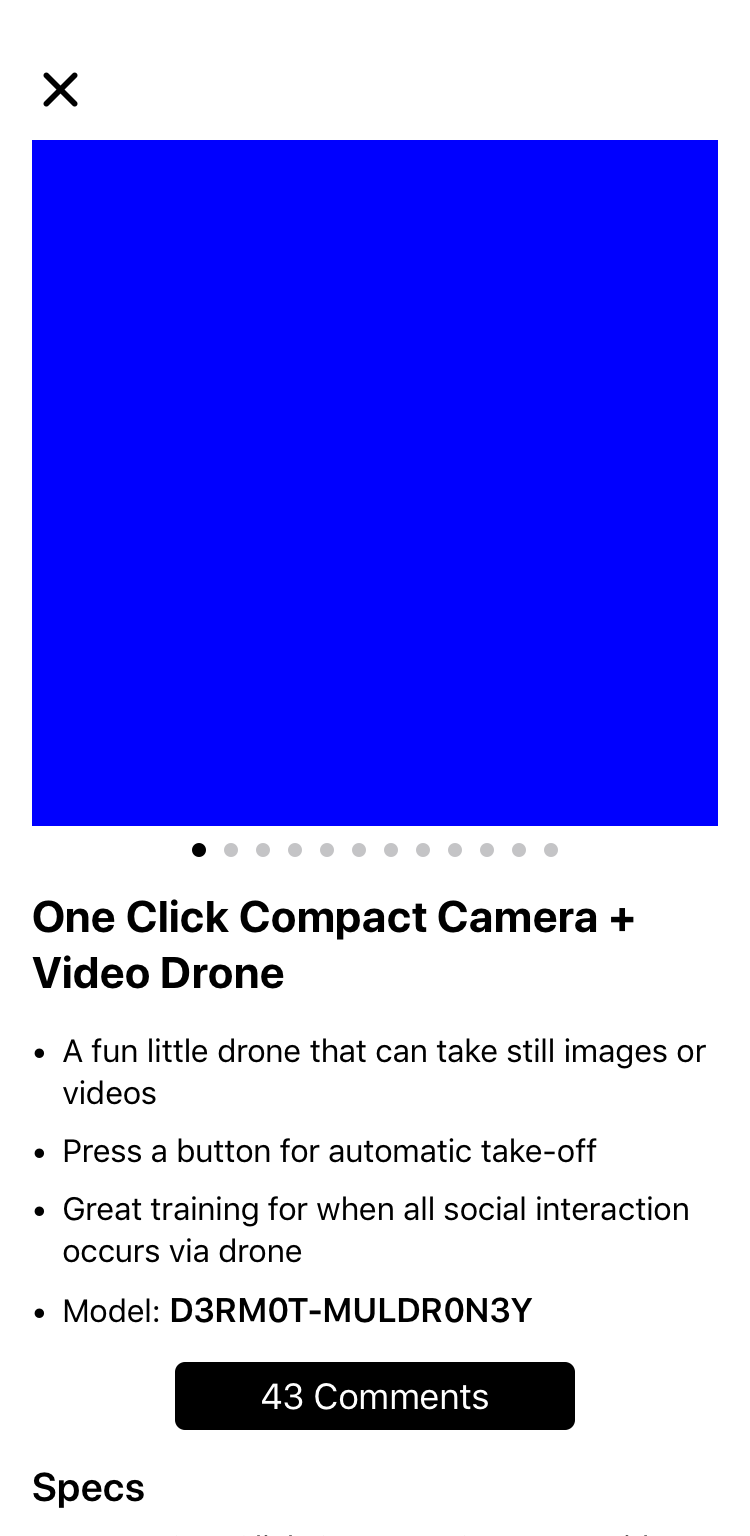 One Click Compact Camera +
Video Drone
• A fun little drone that can take still images or
videos
• Press a button for automatic take-off
• Great training for when all social interaction
occurs via drone
• Model: D3RM0T-MULDR0N3Y
43 Comments
Specs